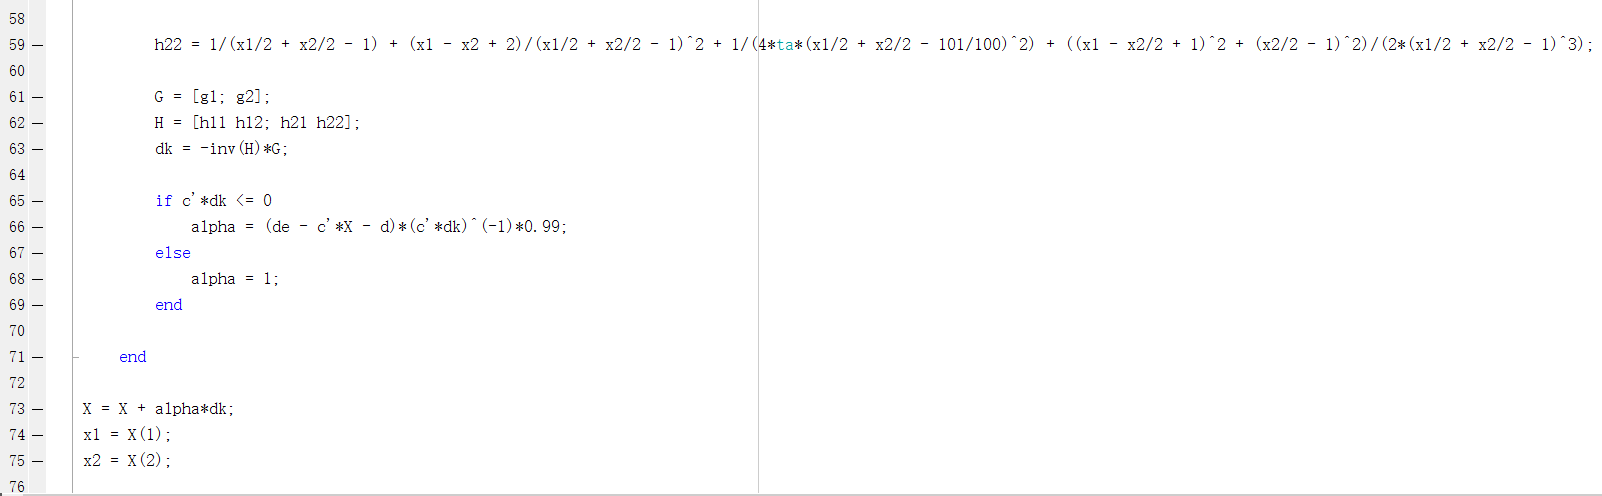 58
59 — h22 = 1/(x1/2 + x2/2 - 1) + (x1 - x2 + 2)/(x1/2 + x2/2 - 1)^2 + 1/(4*ta*(x1/2 + x2/2 - 101/100)^2) + ((x1 - x2/2 + 1)^2 + (x2/2 - 1)^2)/(2*(x1/2 + x2/2 - 1)^3);
60
61 — G = [g1; g2];
62 — H = [h11 h12; h21 h22];
63 — dk = -inv(H)*G;
64
65 — if c'*dk <= 0
66 — alpha = (de - c'*X - d)*(c'*dk)^(-1)*0.99;
67 — else
68 — alpha = 1;
69 — end
70
71 — end
72
73 — X = X + alpha*dk;
74 — x1 = X(1);
75 — x2 = X(2);
76